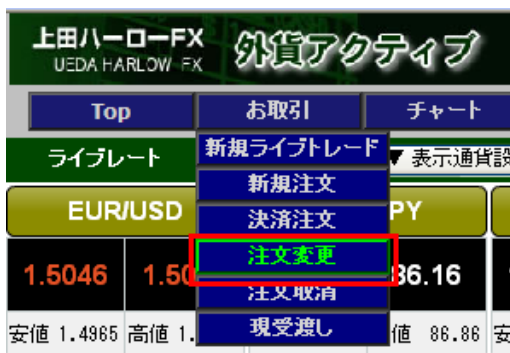 上田ハーローFX 外貨アクティブ
UEDA HARLOW FX
Top お取引 チャート
ライブレート 新規ライブトレード ▼ 表示通貨設
新規注文
EUR/USD 決済注文 PY
注文変更
1.5046 1.50 86.16
注文取消
現受渡し
安値 1.4965 高値 1. 値 86.86 安